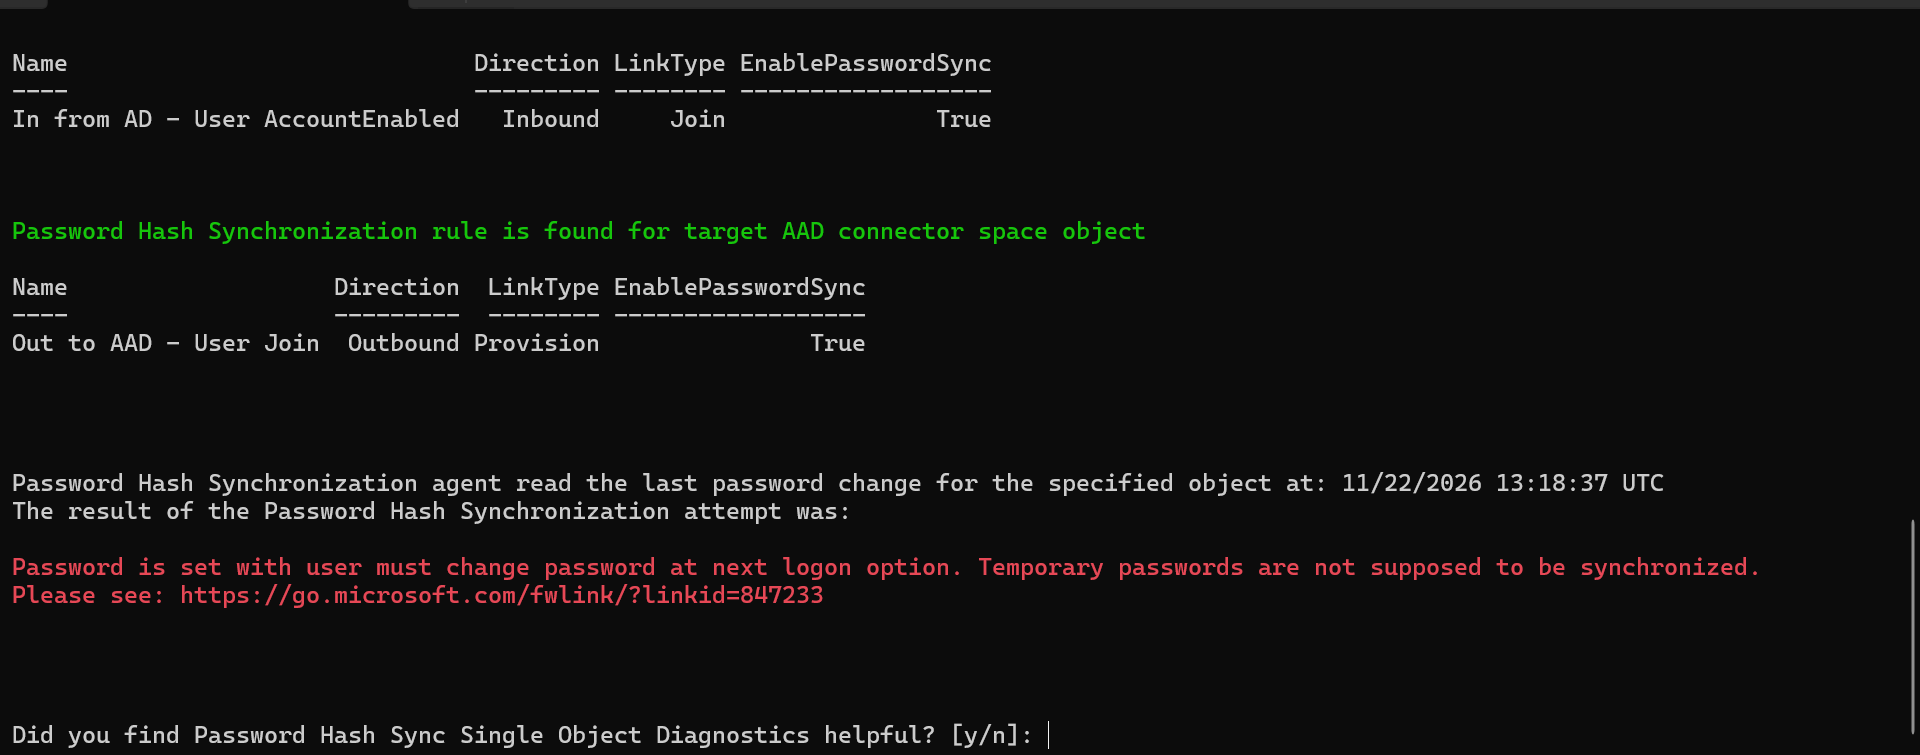 Name                             Direction LinkType EnablePasswordSync
----                             --------- -------- ------------------
In from AD - User AccountEnabled   Inbound     Join               True
Password Hash Synchronization rule is found for target AAD connector space object
Name                   Direction  LinkType EnablePasswordSync
----                   ---------  -------- ------------------
Out to AAD - User Join  Outbound Provision               True
Password Hash Synchronization agent read the last password change for the specified object at: 11/22/2026 13:18:37 UTC
The result of the Password Hash Synchronization attempt was:
Password is set with user must change password at next logon option. Temporary passwords are not supposed to be synchronized.
Please see: https://go.microsoft.com/fwlink/?linkid=847233
Did you find Password Hash Sync Single Object Diagnostics helpful? [y/n]: